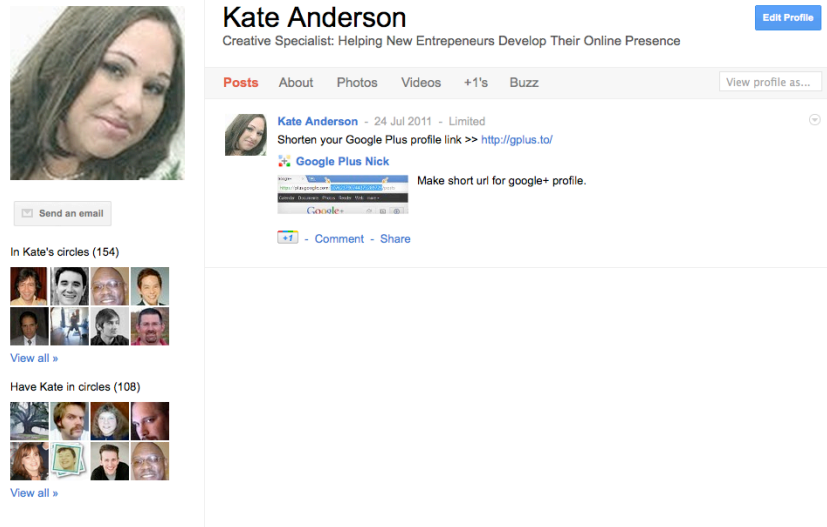 Kate Anderson
Edit Profile
Creative Specialist: Helping New Entrepeneurs Develop Their Online Presence
Posts About Photos Videos +1's Buzz
View profile as...
Kate Anderson - 24 Jul 2011 - Limited
Shorten your Google Plus profile link >> http://gplus.to/
Google Plus Nick
Make short url for google+ profile.
Google+
+1 - Comment - Share
Send an email
In Kate's circles (154)
View all »
Have Kate in circles (108)
View all »